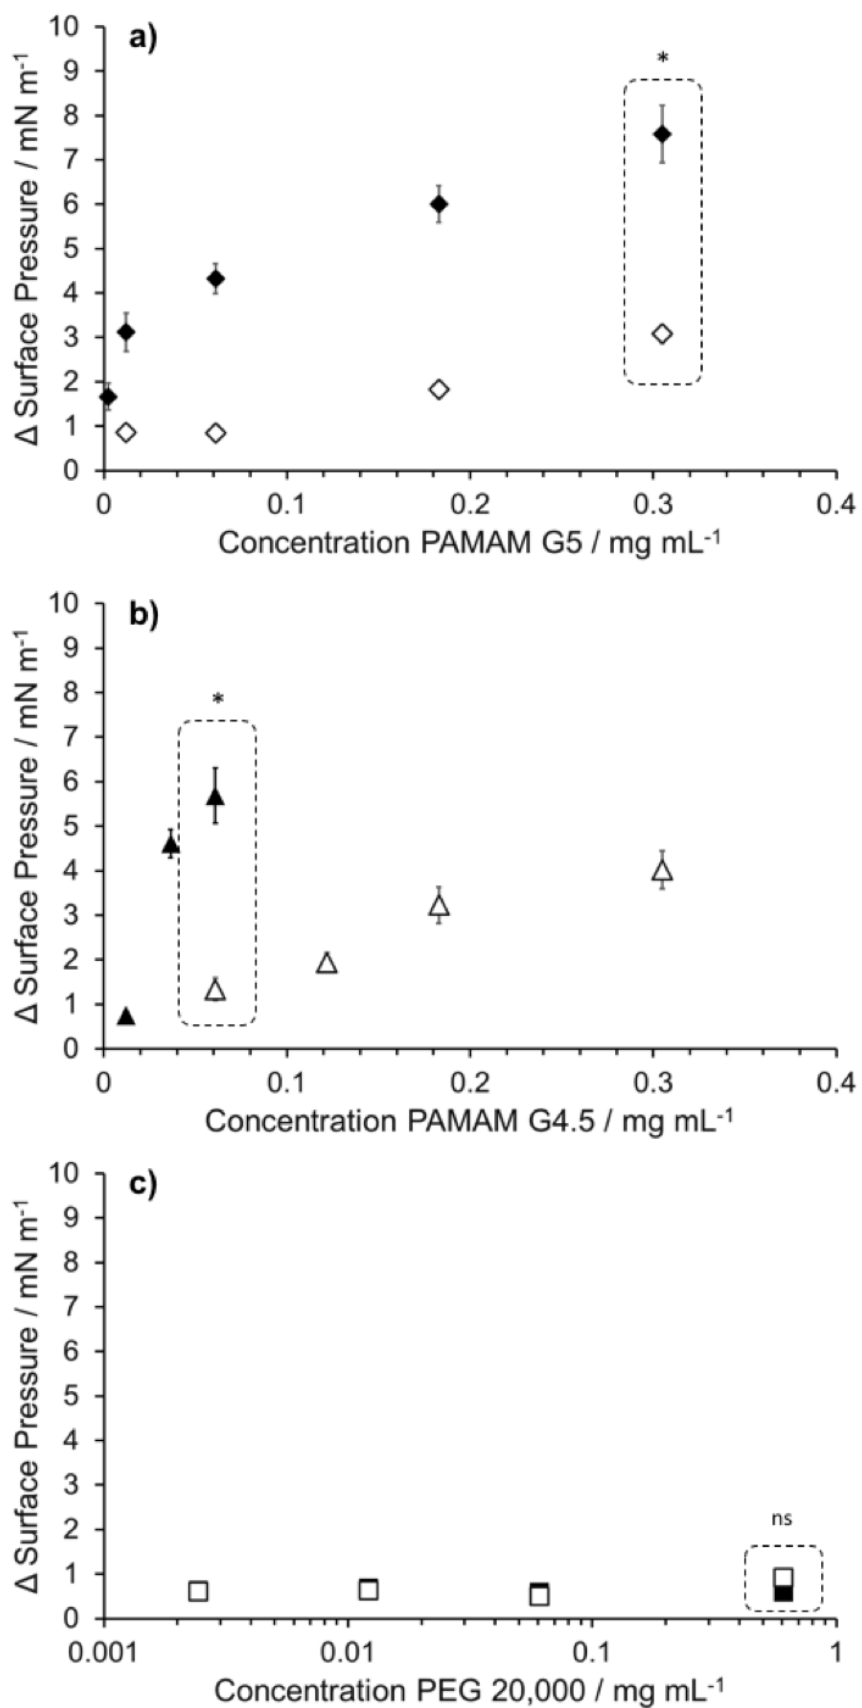 a)
*
10
9
8
7
6
5
4
3
2
1
0
Δ Surface Pressure / mN m⁻¹
0 0.1 0.2 0.3 0.4
Concentration PAMAM G5 / mg mL⁻¹
b)
*
10
9
8
7
6
5
4
3
2
1
0
Δ Surface Pressure / mN m⁻¹
0 0.1 0.2 0.3 0.4
Concentration PAMAM G4.5 / mg mL⁻¹
c)
ns
10
9
8
7
6
5
4
3
2
1
0
Δ Surface Pressure / mN m⁻¹
0.001 0.01 0.1 1
Concentration PEG 20,000 / mg mL⁻¹